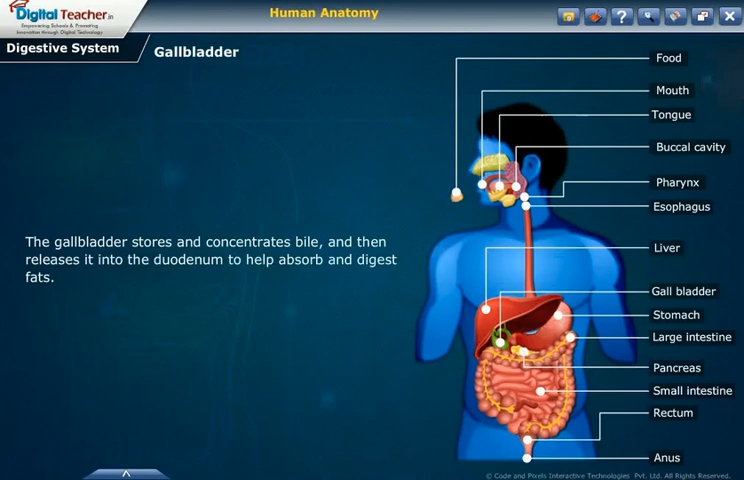 Digital Teacher.in
Empowering Schools & Promoting
Innovation through Digital Technology
Human Anatomy
?
Digestive System
Gallbladder
The gallbladder stores and concentrates bile, and then
releases it into the duodenum to help absorb and digest
fats.
Food
Mouth
Tongue
Buccal cavity
Pharynx
Esophagus
Liver
Gall bladder
Stomach
Large intestine
Pancreas
Small intestine
Rectum
Anus
© Code and Pixels Interactive Technologies Pvt. Ltd. All Rights Reserved.